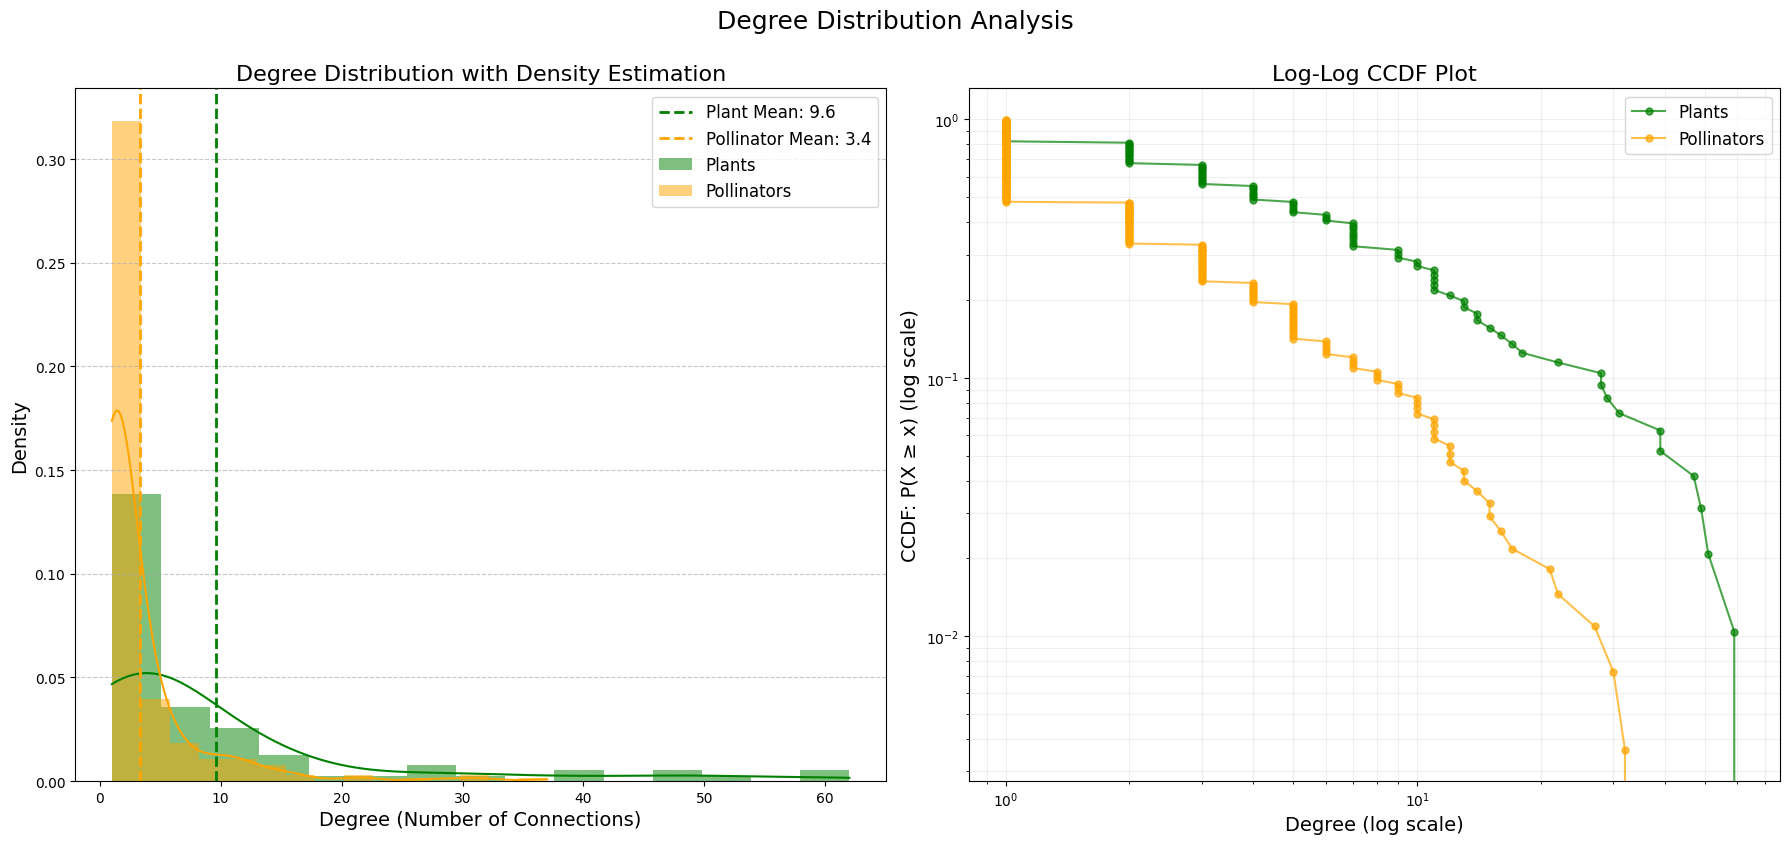 Degree Distribution Analysis
Degree Distribution with Density Estimation
Plant Mean: 9.6
Pollinator Mean: 3.4
Plants
Pollinators
Density
0.30
0.25
0.20
0.15
0.10
0.05
0.00
0
10
20
30
40
50
60
Degree (Number of Connections)
Log-Log CCDF Plot
Plants
Pollinators
CCDF: P(X ≥ x) (log scale)
10⁰
10⁻¹
10⁻²
10⁰
10¹
Degree (log scale)